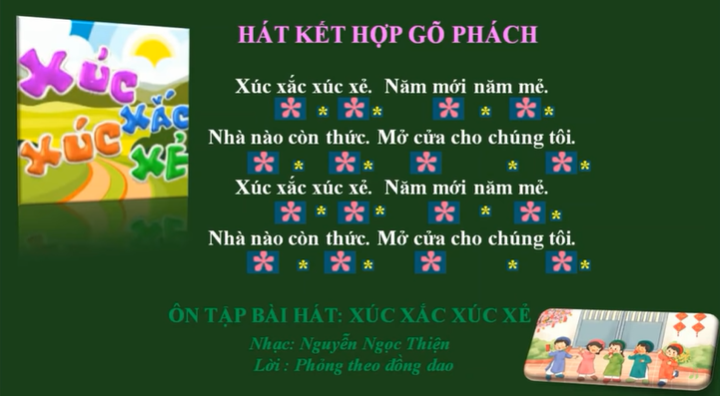 HÁT KẾT HỢP GÕ PHÁCH
XÚC
XẮC
XÚC
XẺ
Xúc xắc xúc xẻ. Năm mới năm mẻ.
Nhà nào còn thức. Mở cửa cho chúng tôi.
Xúc xắc xúc xẻ. Năm mới năm mẻ.
Nhà nào còn thức. Mở cửa cho chúng tôi.
ÔN TẬP BÀI HÁT: XÚC XẮC XÚC XẺ
Nhạc: Nguyễn Ngọc Thiện
Lời : Phỏng theo đồng dao